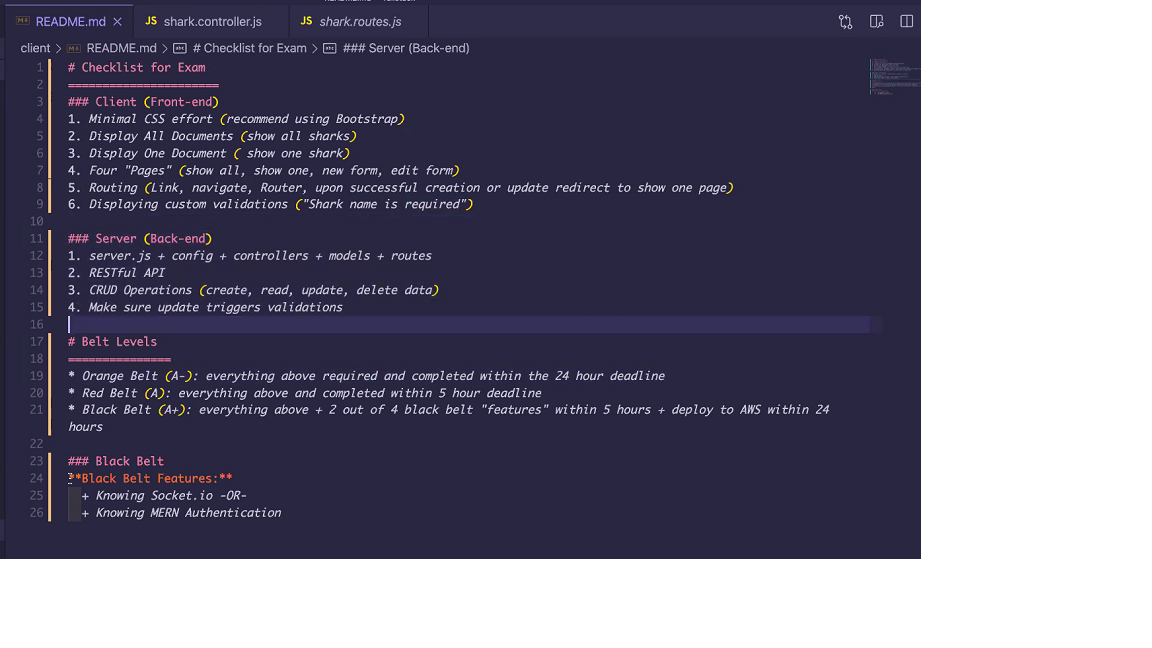 README.md JS shark.controller.js JS shark.routes.js
client > README.md > # Checklist for Exam > ### Server (Back-end)
1 # Checklist for Exam
2 ======================
3 ### Client (Front-end)
4 1. Minimal CSS effort (recommend using Bootstrap)
5 2. Display All Documents (show all sharks)
6 3. Display One Document ( show one shark)
7 4. Four "Pages" (show all, show one, new form, edit form)
8 5. Routing (Link, navigate, Router, upon successful creation or update redirect to show one page)
9 6. Displaying custom validations ("Shark name is required")
10
11 ### Server (Back-end)
12 1. server.js + config + controllers + models + routes
13 2. RESTful API
14 3. CRUD Operations (create, read, update, delete data)
15 4. Make sure update triggers validations
16
17 # Belt Levels
18 ===============
19 * Orange Belt (A-): everything above required and completed within the 24 hour deadline
20 * Red Belt (A): everything above and completed within 5 hour deadline
21 * Black Belt (A+): everything above + 2 out of 4 black belt "features" within 5 hours + deploy to AWS within 24
hours
22
23 ### Black Belt
24 **Black Belt Features:**
25 + Knowing Socket.io -OR-
26 + Knowing MERN Authentication